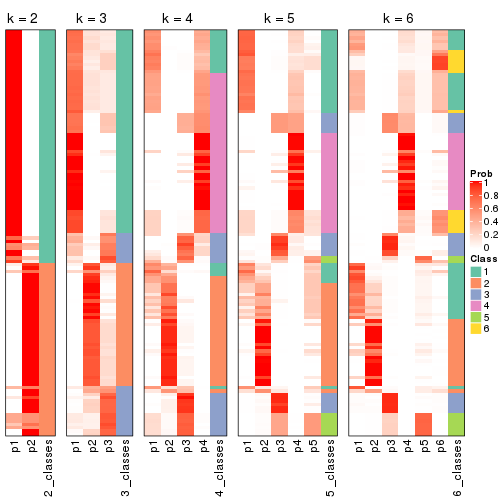 k = 2
k = 3
k = 4
k = 5
k = 6
Prob
1
0.8
0.6
0.4
0.2
0
Class
1
2
3
4
5
6
p1
p2
2_classes
p1
p2
p3
3_classes
p1
p2
p3
p4
4_classes
p1
p2
p3
p4
p5
5_classes
p1
p2
p3
p4
p5
p6
6_classes